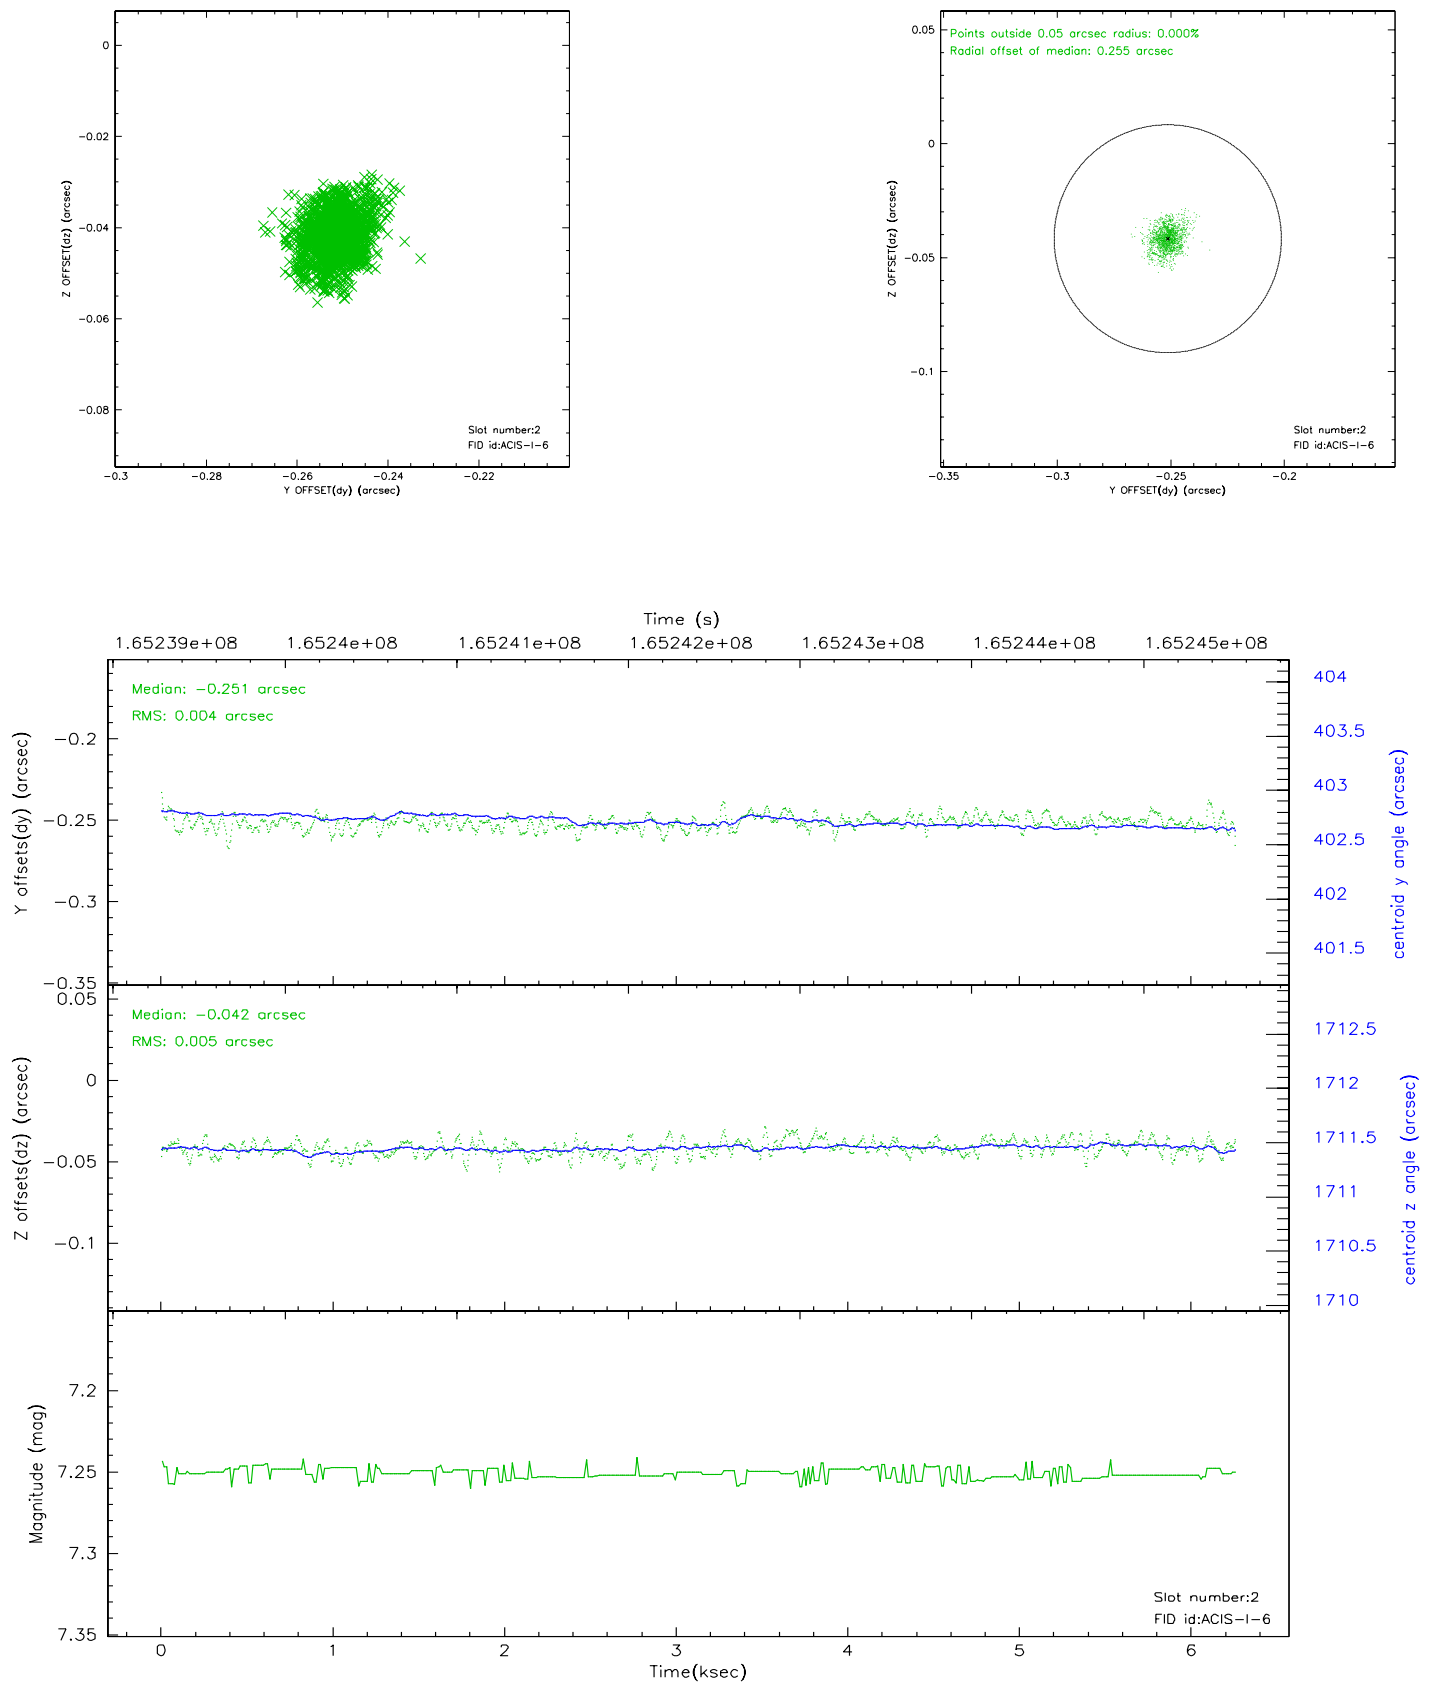 0
-0.02
-0.04
-0.06
-0.08
Z OFFSET(dz) (arcsec)
Slot number:2
FID id:ACIS-I-6
-0.3 -0.28 -0.26 -0.24 -0.22
Y OFFSET(dy) (arcsec)
Points outside 0.05 arcsec radius: 0.000%
Radial offset of median: 0.255 arcsec
0.05
0
-0.05
-0.1
Z OFFSET(dz) (arcsec)
Slot number:2
FID id:ACIS-I-6
-0.35 -0.3 -0.25 -0.2
Y OFFSET(dy) (arcsec)
Time (s)
1.65239e+08 1.6524e+08 1.65241e+08 1.65242e+08 1.65243e+08 1.65244e+08 1.65245e+08
Median: -0.251 arcsec
RMS: 0.004 arcsec
-0.2
-0.25
-0.3
-0.35
Y offsets(dy) (arcsec)
404
403.5
403
402.5
402
401.5
centroid y angle (arcsec)
Median: -0.042 arcsec
RMS: 0.005 arcsec
0.05
0
-0.05
-0.1
Z offsets(dz) (arcsec)
1712.5
1712
1711.5
1711
1710.5
1710
centroid z angle (arcsec)
7.2
7.25
7.3
7.35
Magnitude (mag)
Slot number:2
FID id:ACIS-I-6
0 1 2 3 4 5 6
Time(ksec)